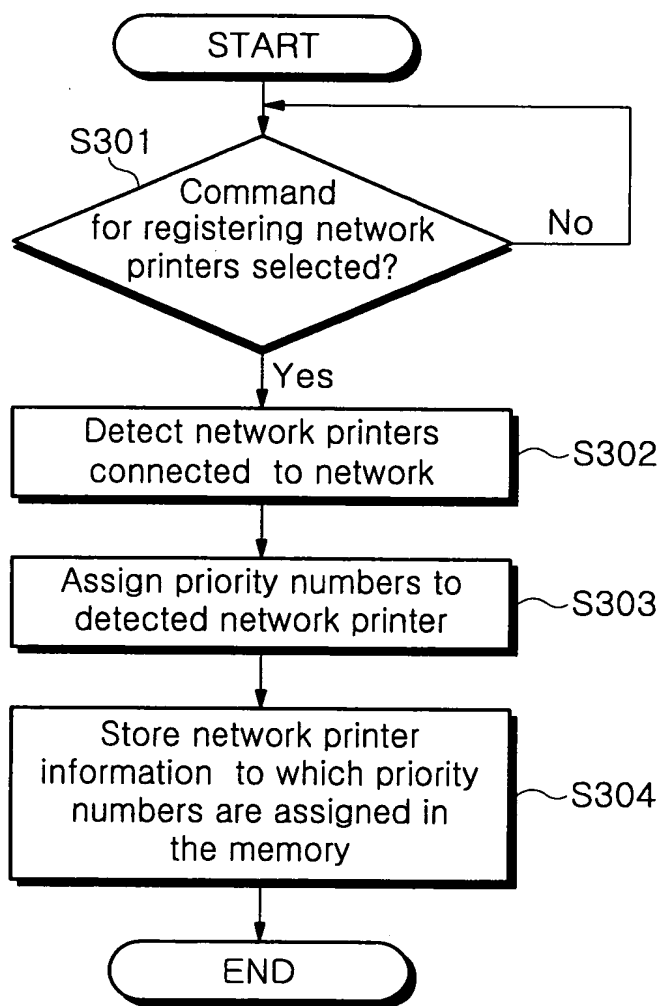 START
S301
Command
for registering network
printers selected?
No
Yes
Detect network printers
connected to network
S302
Assign priority numbers to
detected network printer
S303
Store network printer
information to which priority
numbers are assigned in
the memory
S304
END